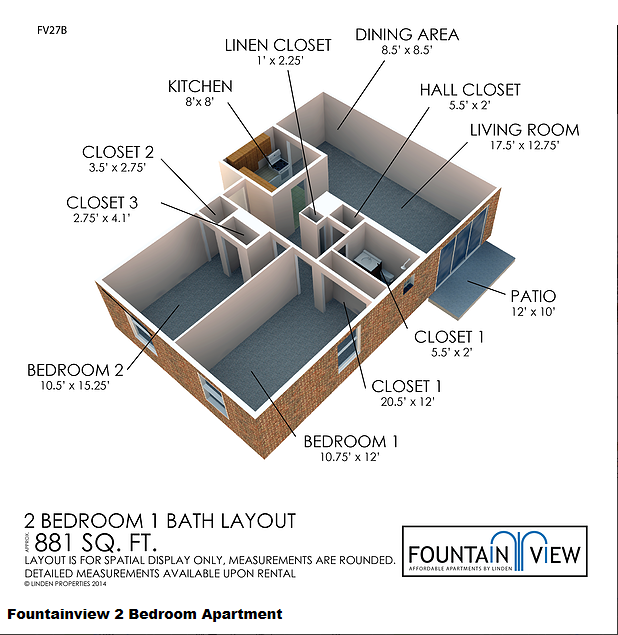 FV27B
DINING AREA
8.5' x 8.5'
LINEN CLOSET
1' x 2.25'
KITCHEN
8'x 8'
HALL CLOSET
5.5' x 2'
LIVING ROOM
17.5' x 12.75'
CLOSET 2
3.5' x 2.75'
CLOSET 3
2.75' x 4.1'
PATIO
12' x 10'
CLOSET 1
5.5' x 2'
BEDROOM 2
10.5' x 15.25'
CLOSET 1
20.5' x 12'
BEDROOM 1
10.75' x 12'
2 BEDROOM 1 BATH LAYOUT
APPROX. 881 SQ. FT.
LAYOUT IS FOR SPATIAL DISPLAY ONLY, MEASUREMENTS ARE ROUNDED.
DETAILED MEASUREMENTS AVAILABLE UPON RENTAL
© LINDEN PROPERTIES 2014
FOUNTAIN VIEW
AFFORDABLE APARTMENTS BY LINDEN
Fountainview 2 Bedroom Apartment